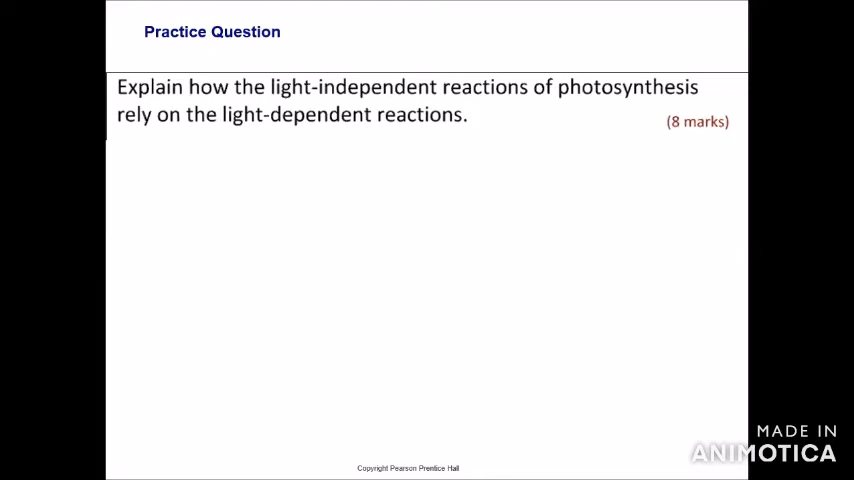 Practice Question
Explain how the light-independent reactions of photosynthesis
rely on the light-dependent reactions.
(8 marks)
Copyright Pearson Prentice Hall
MADE IN
ANIMOTICA